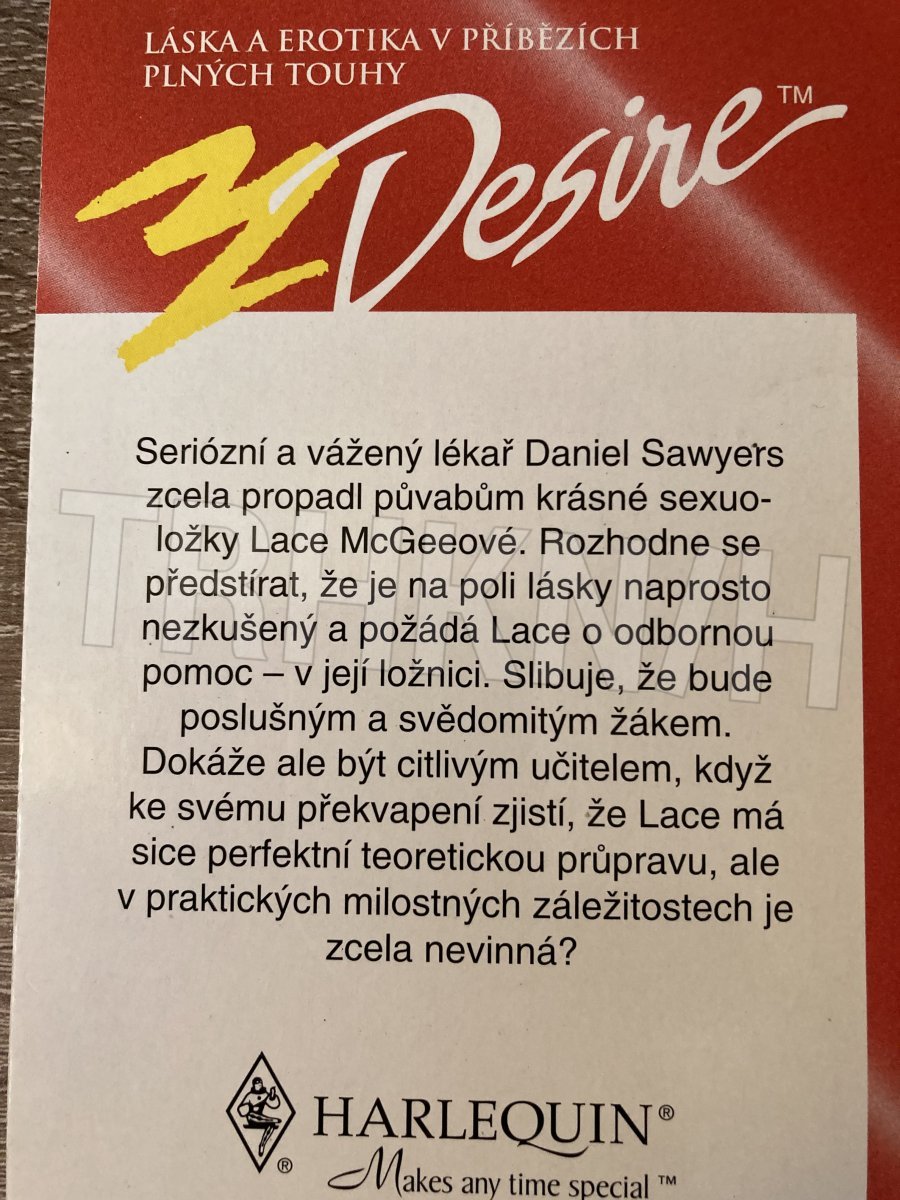 LÁSKA A EROTIKA V PŘÍBĚZÍCH
PLNÝCH TOUHY
Desire™
Seriózní a vážený lékař Daniel Sawyers
zcela propadl půvabům krásné sexuo-
ložky Lace McGeeové. Rozhodne se
předstírat, že je na poli lásky naprosto
nezkušený a požádá Lace o odbornou
pomoc – v její ložnici. Slibuje, že bude
poslušným a svědomitým žákem.
Dokáže ale být citlivým učitelem, když
ke svému překvapení zjistí, že Lace má
sice perfektní teoretickou průpravu, ale
v praktických milostných záležitostech je
zcela nevinná?
TRHKNIH
HARLEQUIN®
®
Makes any time special™